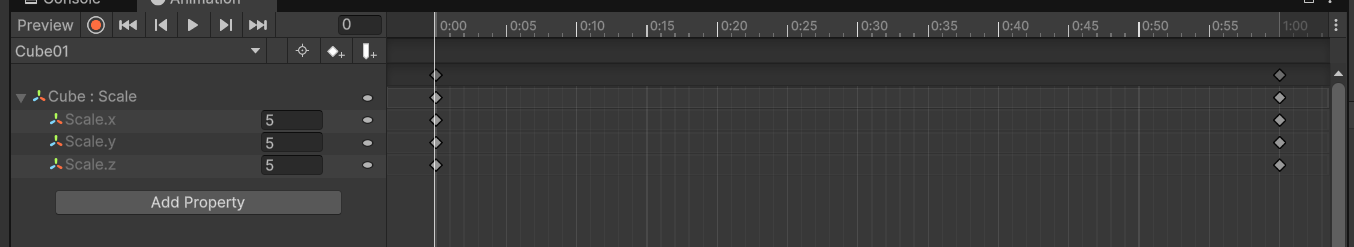 Console Animation
Preview 0 0:00 0:05 0:10 0:15 0:20 0:25 0:30 0:35 0:40 0:45 0:50 0:55 1:00
Cube01
Cube : Scale
Scale.x 5
Scale.y 5
Scale.z 5
Add Property